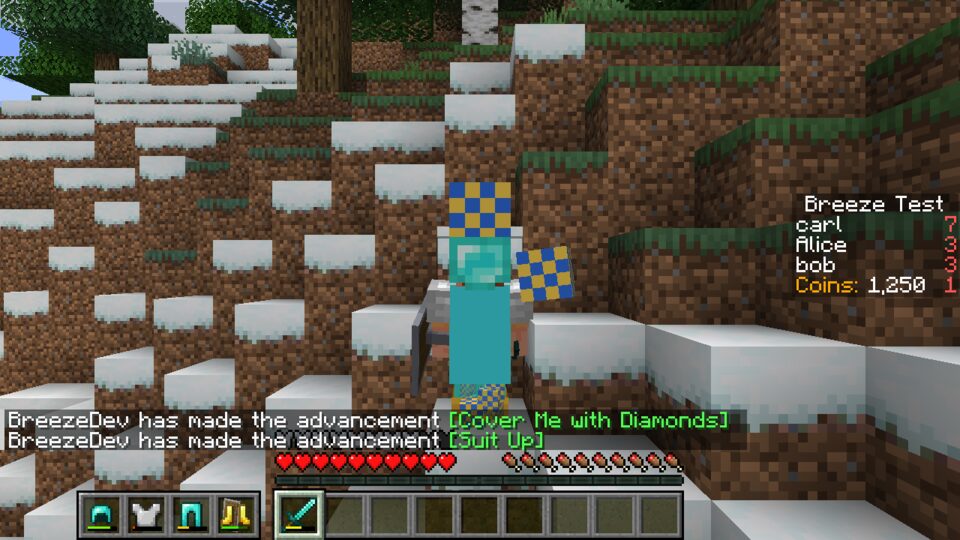 Breeze Test
carl 7
Alice 3
bob 3
Coins: 1,250 1
BreezeDev has made the advancement [Cover Me with Diamonds]
BreezeDev has made the advancement [Suit Up]